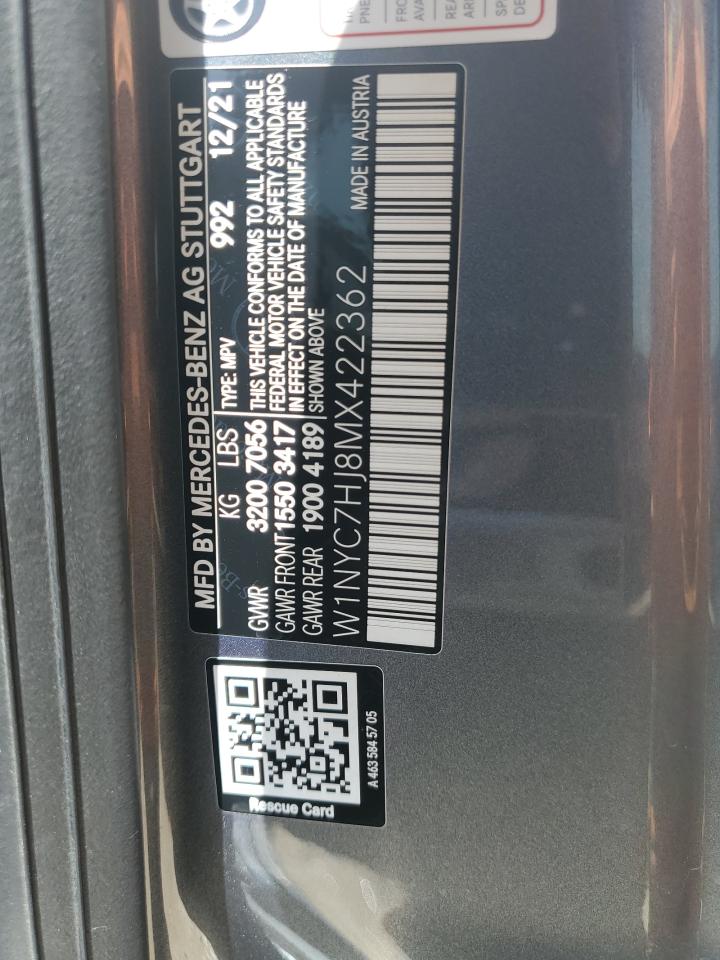 MFD BY MERCEDES-BENZ AG STUTTGART
KG LBS TYPE: MPV 992 12/21
GVWR 3200 7056 THIS VEHICLE CONFORMS TO ALL APPLICABLE
GAWR FRONT 1550 3417 FEDERAL MOTOR VEHICLE SAFETY STANDARDS
IN EFFECT ON THE DATE OF MANUFACTURE
GAWR REAR 1900 4189 SHOWN ABOVE
W1NYC7HJ8MX422362 MADE IN AUSTRIA
Rescue Card
A 463 584 57 05